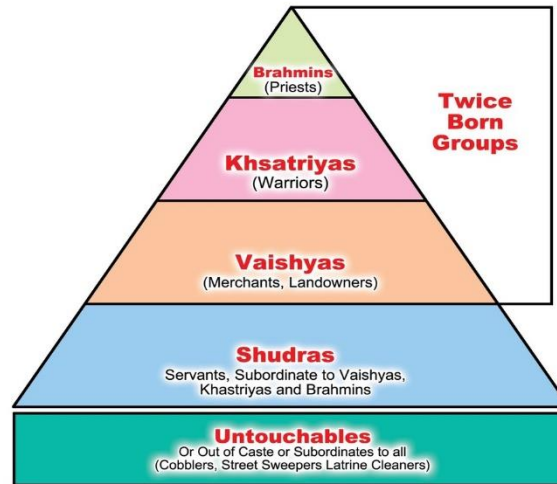 Brahmins
(Priests)
Twice
Born
Groups
Khsatriyas
(Warriors)
Vaishyas
(Merchants, Landowners)
Shudras
Servants, Subordinate to Vaishyas,
Khastriyas and Brahmins
Untouchables
Or Out of Caste or Subordinates to all
(Cobblers, Street Sweepers Latrine Cleaners)